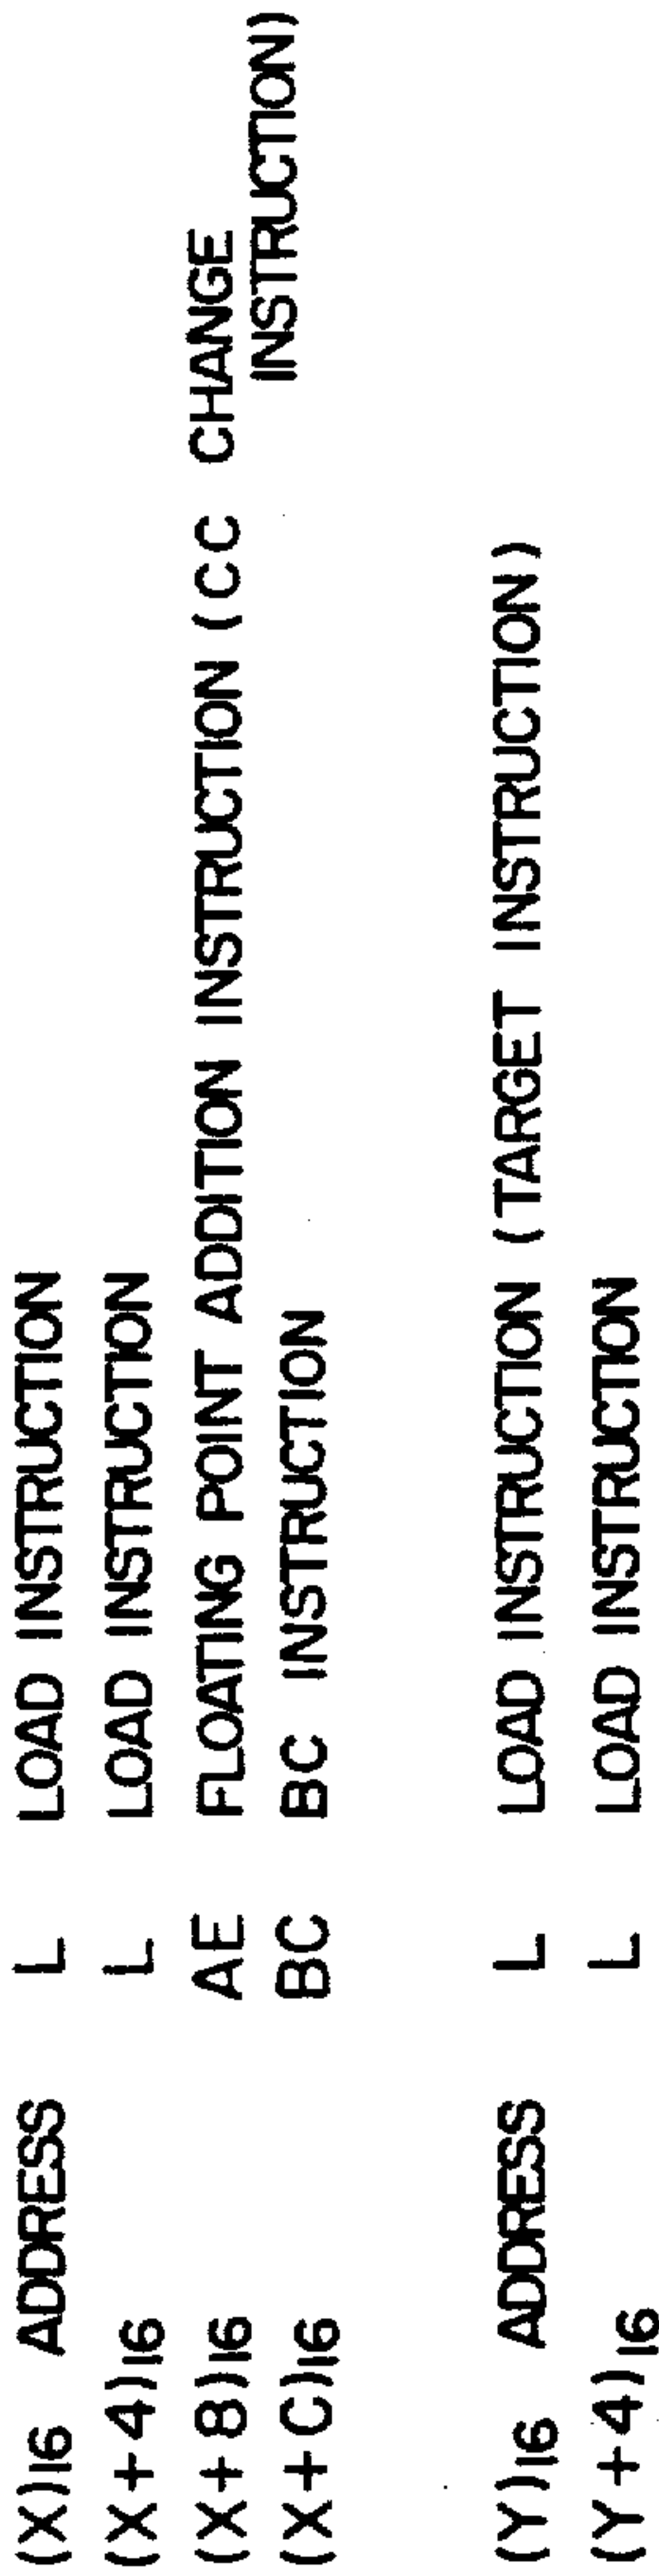 (X)16 ADDRESS L LOAD INSTRUCTION
(X+4)16 L LOAD INSTRUCTION
(X+8)16 AE FLOATING POINT ADDITION INSTRUCTION (CC CHANGE
INSTRUCTION)
(X+C)16 BC BC INSTRUCTION
(Y)16 ADDRESS L LOAD INSTRUCTION (TARGET INSTRUCTION)
(Y+4)16 L LOAD INSTRUCTION